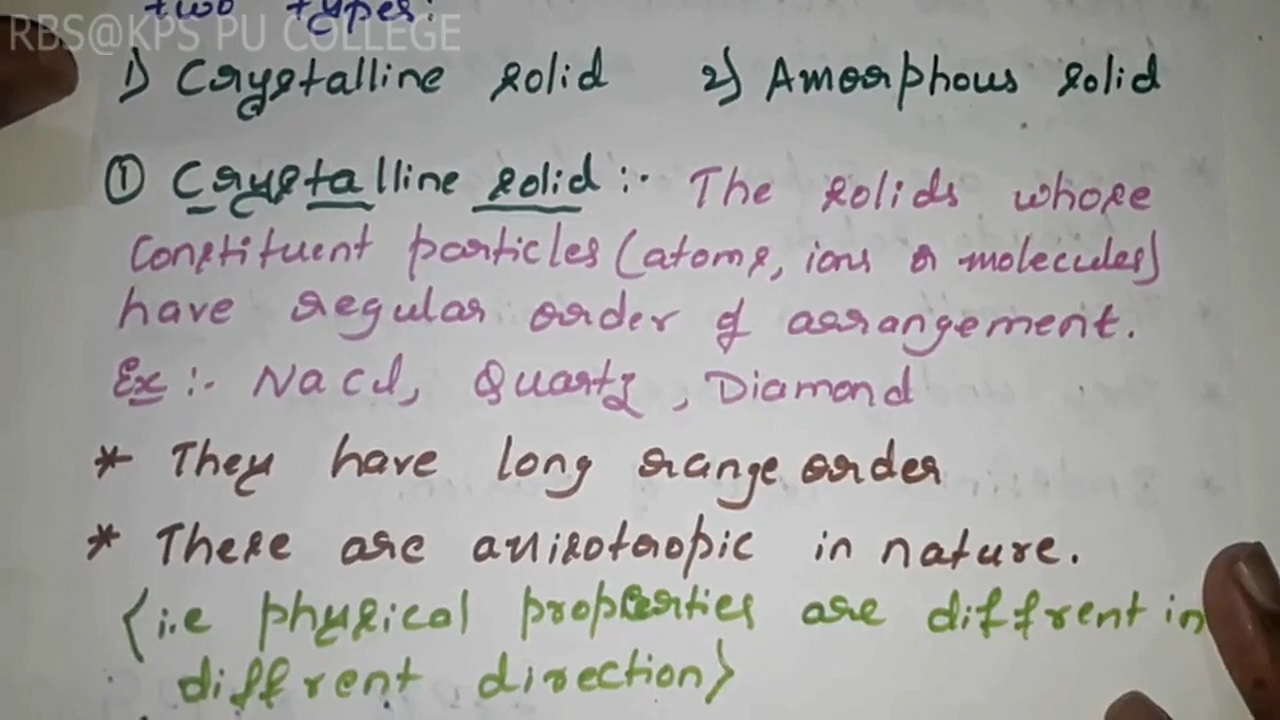 two types:
RBS@KPS PU COLLEGE
1) Crystalline solid 2) Amorphous solid
① Crystalline solid :- The solids whose
constituent particles (atoms, ions or molecules)
have regular order of arrangement.
Ex :- NaCl, Quartz, Diamond
* They have long range order
* These are anisotropic in nature.
{i.e physical properties are diffrent in
diffrent direction}